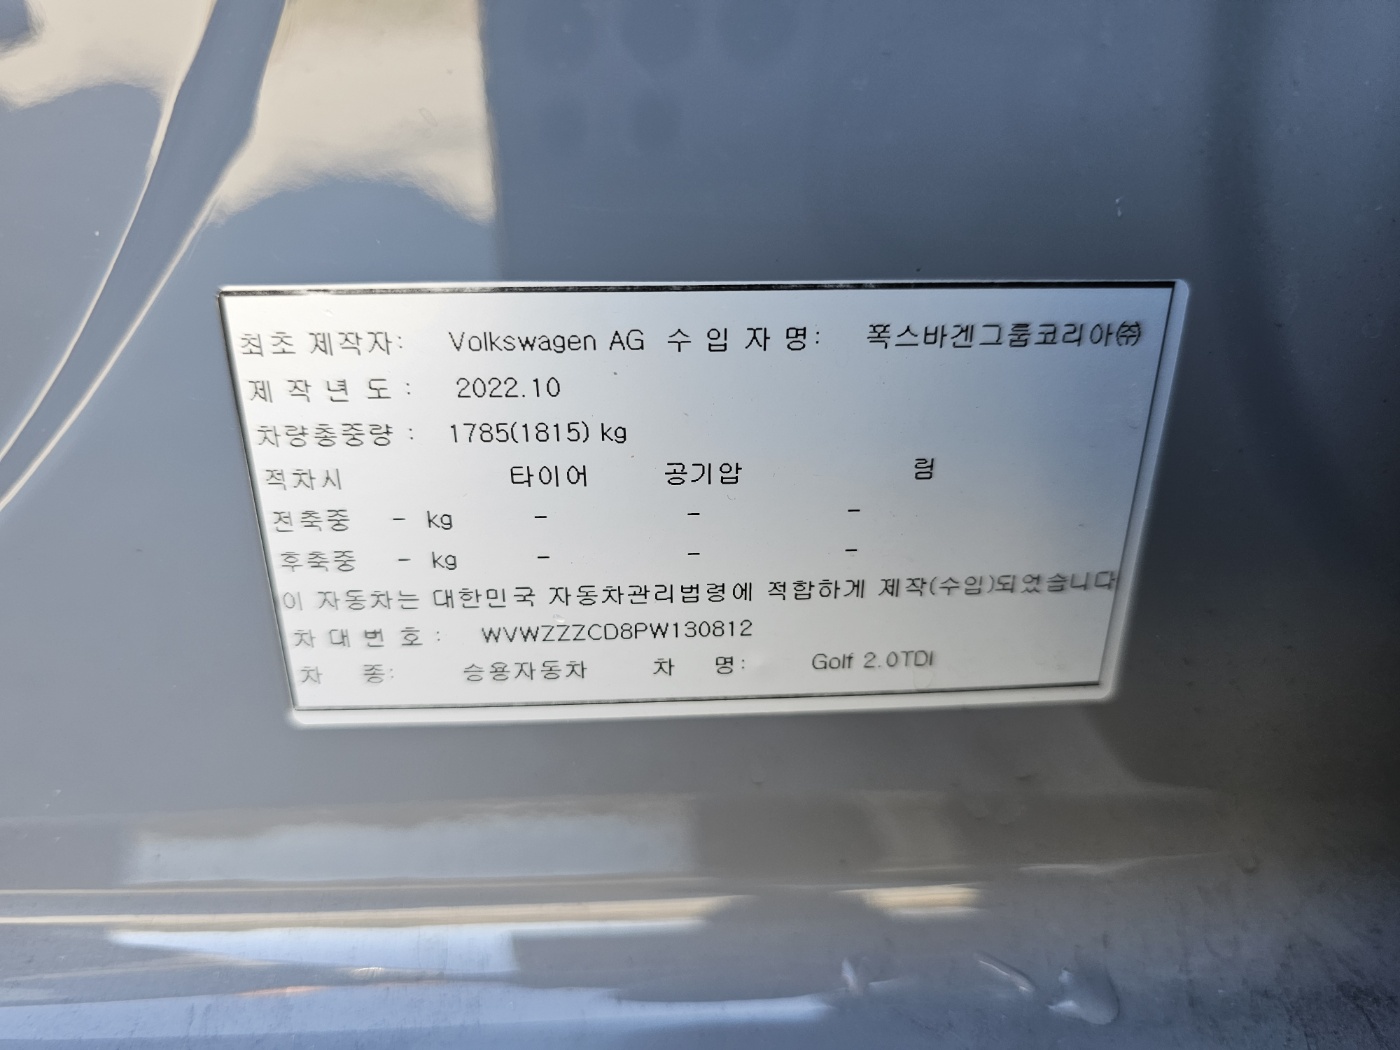 최초 제작자: Volkswagen AG 수 입 자 명: 폭스바겐그룹코리아㈜
제 작 년 도 : 2022.10
차량총중량 : 1785(1815) kg
적차시 타이어 공기압 림
전축중 - kg - - -
후축중 - kg - - -
이 자동차는 대한민국 자동차관리법령에 적합하게 제작(수입)되었습니다
차 대 번 호 : WVWZZZCD8PW130812
차 종: 승용자동차 차 명: Golf 2.0TDI